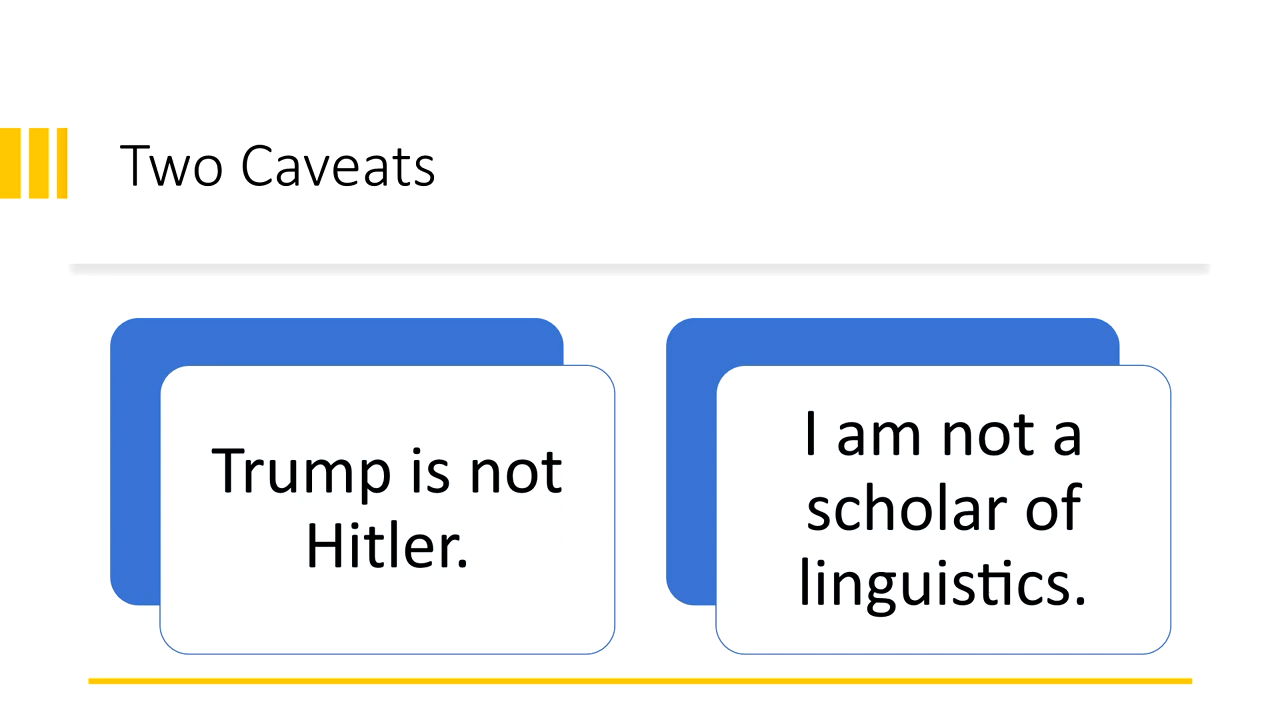 Two Caveats
Trump is not
Hitler.
I am not a
scholar of
linguistics.